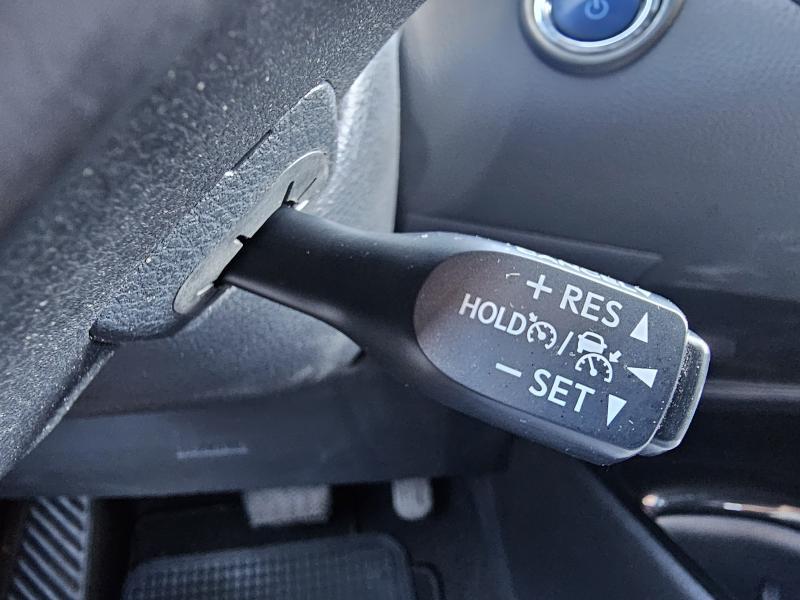 + RES
HOLD /
− SET